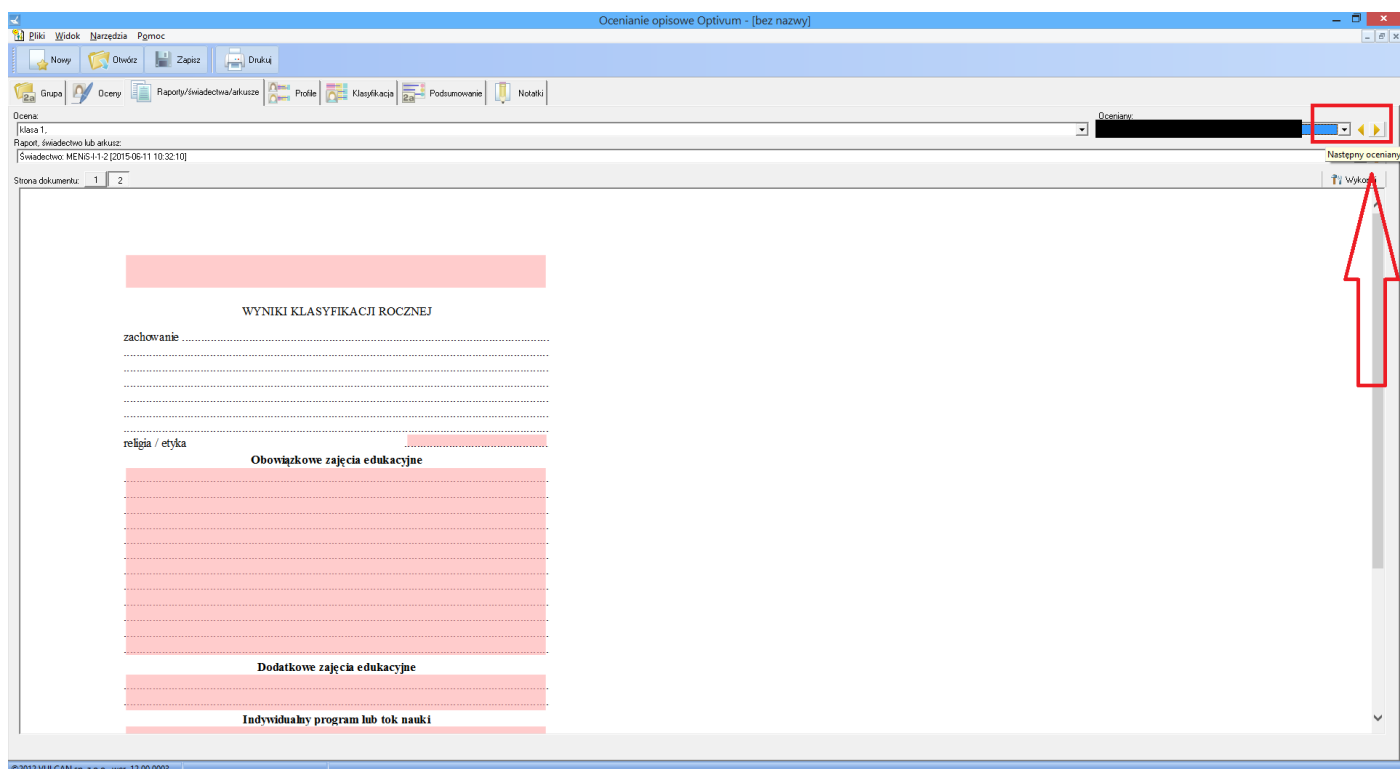 Ocenianie opisowe Optivum - [bez nazwy]
Pliki Widok Narzędzia Pomoc
Nowy Otwórz Zapisz Drukuj
2a Grupa Oceny Raporty/świadectwa/arkusze Profile Klasyfikacja 2a Podsumowanie Notatki
Ocena: Oceniany:
klasa 1,
Raport, świadectwo lub arkusz:
Świadectwo: MENiS-I-1-2 [2015-06-11 10:32:10]
Następny oceniany
Strona dokumentu: 1 2
WYNIKI KLASYFIKACJI ROCZNEJ
zachowanie
religia / etyka
Obowiązkowe zajęcia edukacyjne
Dodatkowe zajęcia edukacyjne
Indywidualny program lub tok nauki